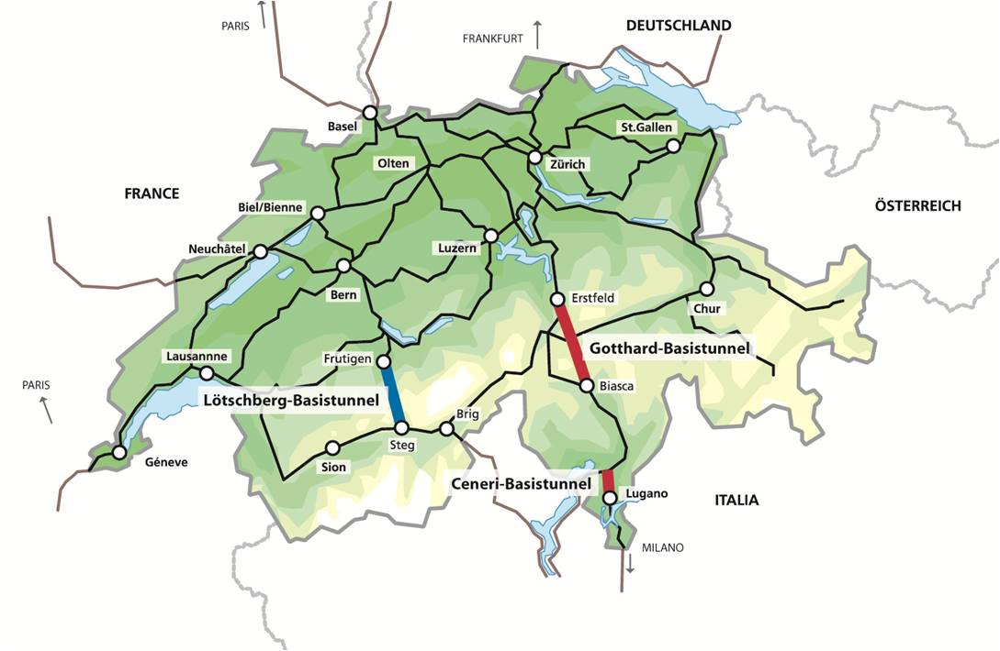 PARIS
FRANKFURT
DEUTSCHLAND
Basel
St.Gallen
Olten
Zürich
FRANCE
Biel/Bienne
ÖSTERREICH
Neuchâtel
Luzern
Bern
Erstfeld
Chur
Gotthard-Basistunnel
Lausannne
Frutigen
PARIS
Biasca
Lötschberg-Basistunnel
Brig
Steg
Géneve
Sion
Ceneri-Basistunnel
Lugano
ITALIA
MILANO